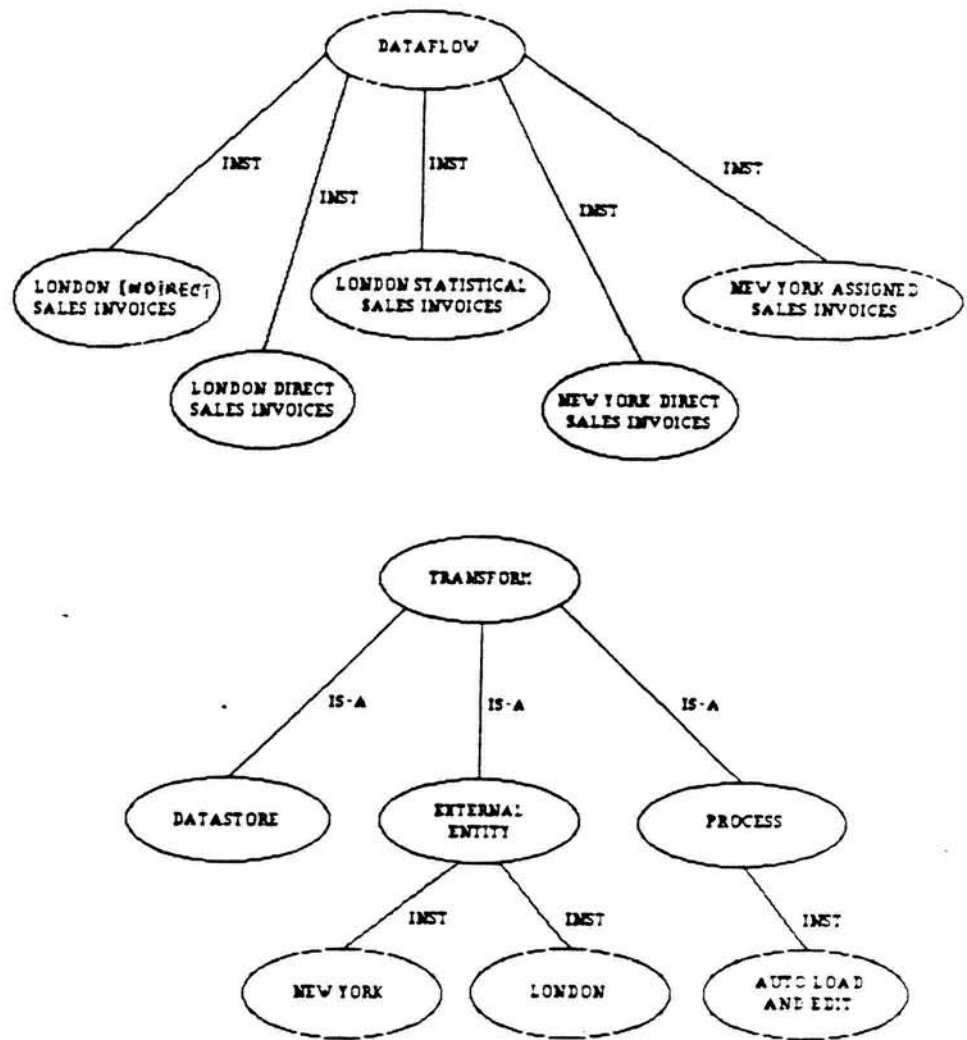 DATAFLOW
INST
INST
INST
INST
INST
LONDON INDIRECT
SALES INVOICES
LONDON STATISTICAL
SALES INVOICES
NEW YORK ASSIGNED
SALES INVOICES
LONDON DIRECT
SALES INVOICES
NEW YORK DIRECT
SALES INVOICES
TRANSFORM
IS-A
IS-A
IS-A
DATASTORE
EXTERNAL
ENTITY
PROCESS
INST
INST
INST
NEW YORK
LONDON
AUTO LOAD
AND EDIT